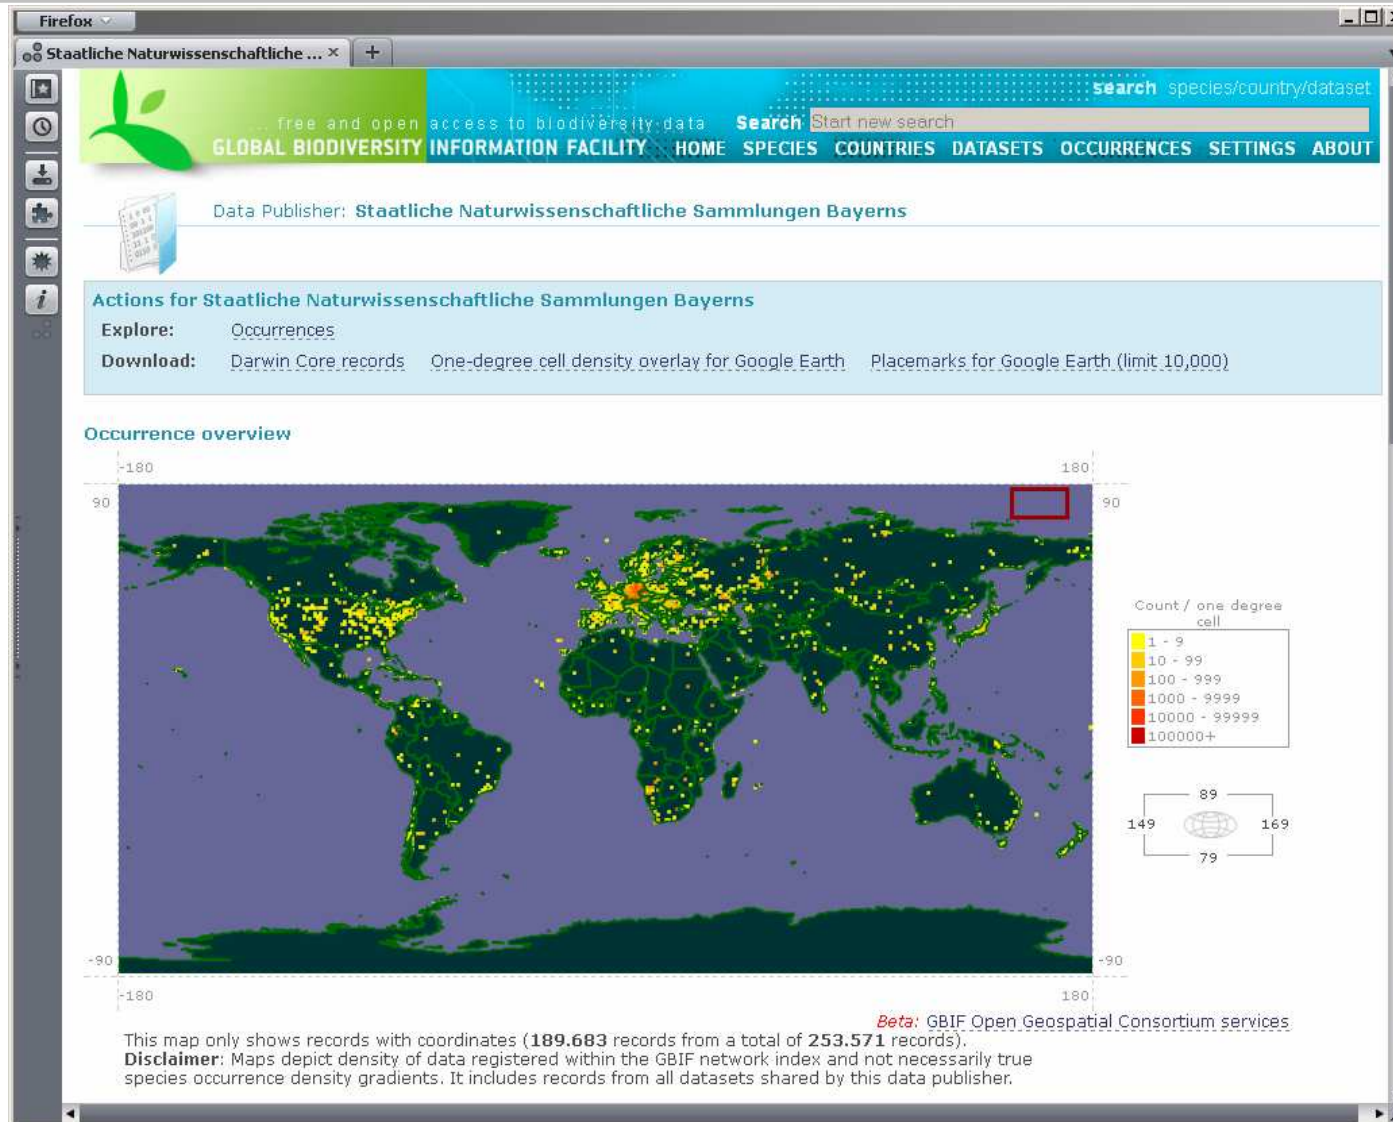 Firefox
Staatliche Naturwissenschaftliche ... × +
search species/country/dataset
... free and open access to biodiversity data Search Start new search
GLOBAL BIODIVERSITY INFORMATION FACILITY HOME SPECIES COUNTRIES DATASETS OCCURRENCES SETTINGS ABOUT
Data Publisher: Staatliche Naturwissenschaftliche Sammlungen Bayerns
Actions for Staatliche Naturwissenschaftliche Sammlungen Bayerns
Explore: Occurrences
Download: Darwin Core records One-degree cell density overlay for Google Earth Placemarks for Google Earth (limit 10,000)
Occurrence overview
-180 180
90 90
Count / one degree
cell
1 - 9
10 - 99
100 - 999
1000 - 9999
10000 - 99999
100000+
89
149 169
79
-90 -90
-180 180
Beta: GBIF Open Geospatial Consortium services
This map only shows records with coordinates (189.683 records from a total of 253.571 records).
Disclaimer: Maps depict density of data registered within the GBIF network index and not necessarily true
species occurrence density gradients. It includes records from all datasets shared by this data publisher.